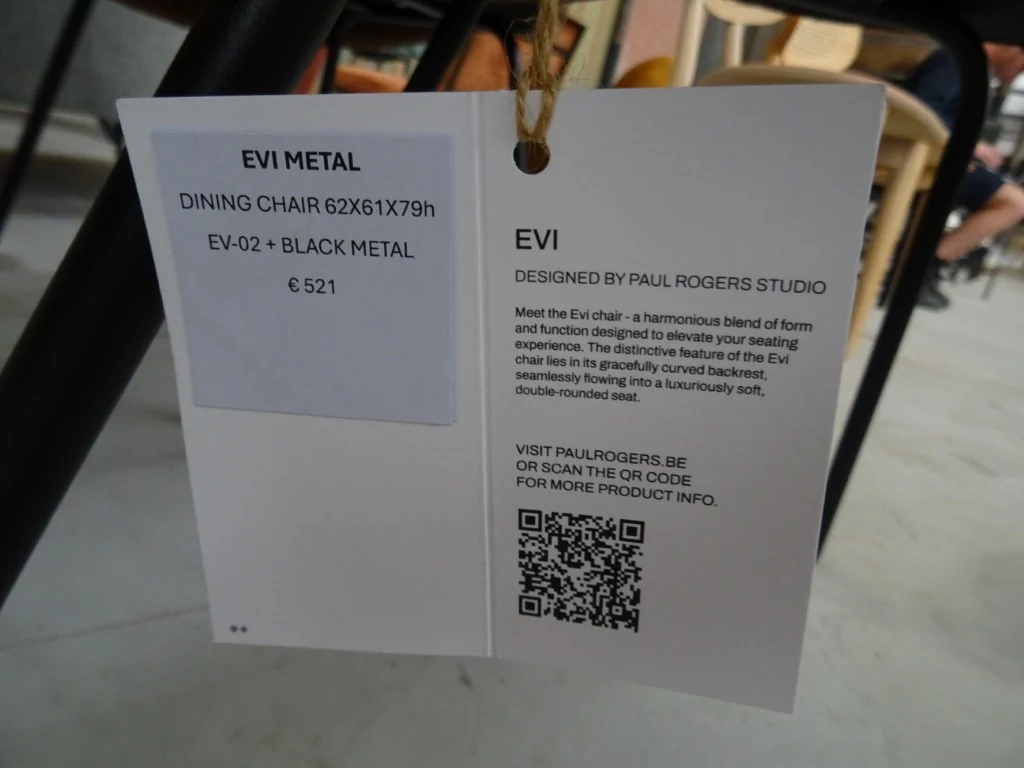 EVI METAL
DINING CHAIR 62X61X79h
EV-02 + BLACK METAL
€ 521
EVI
DESIGNED BY PAUL ROGERS STUDIO
Meet the Evi chair - a harmonious blend of form
and function designed to elevate your seating
experience. The distinctive feature of the Evi
chair lies in its gracefully curved backrest,
seamlessly flowing into a luxuriously soft,
double-rounded seat.
VISIT PAULROGERS.BE
OR SCAN THE QR CODE
FOR MORE PRODUCT INFO.